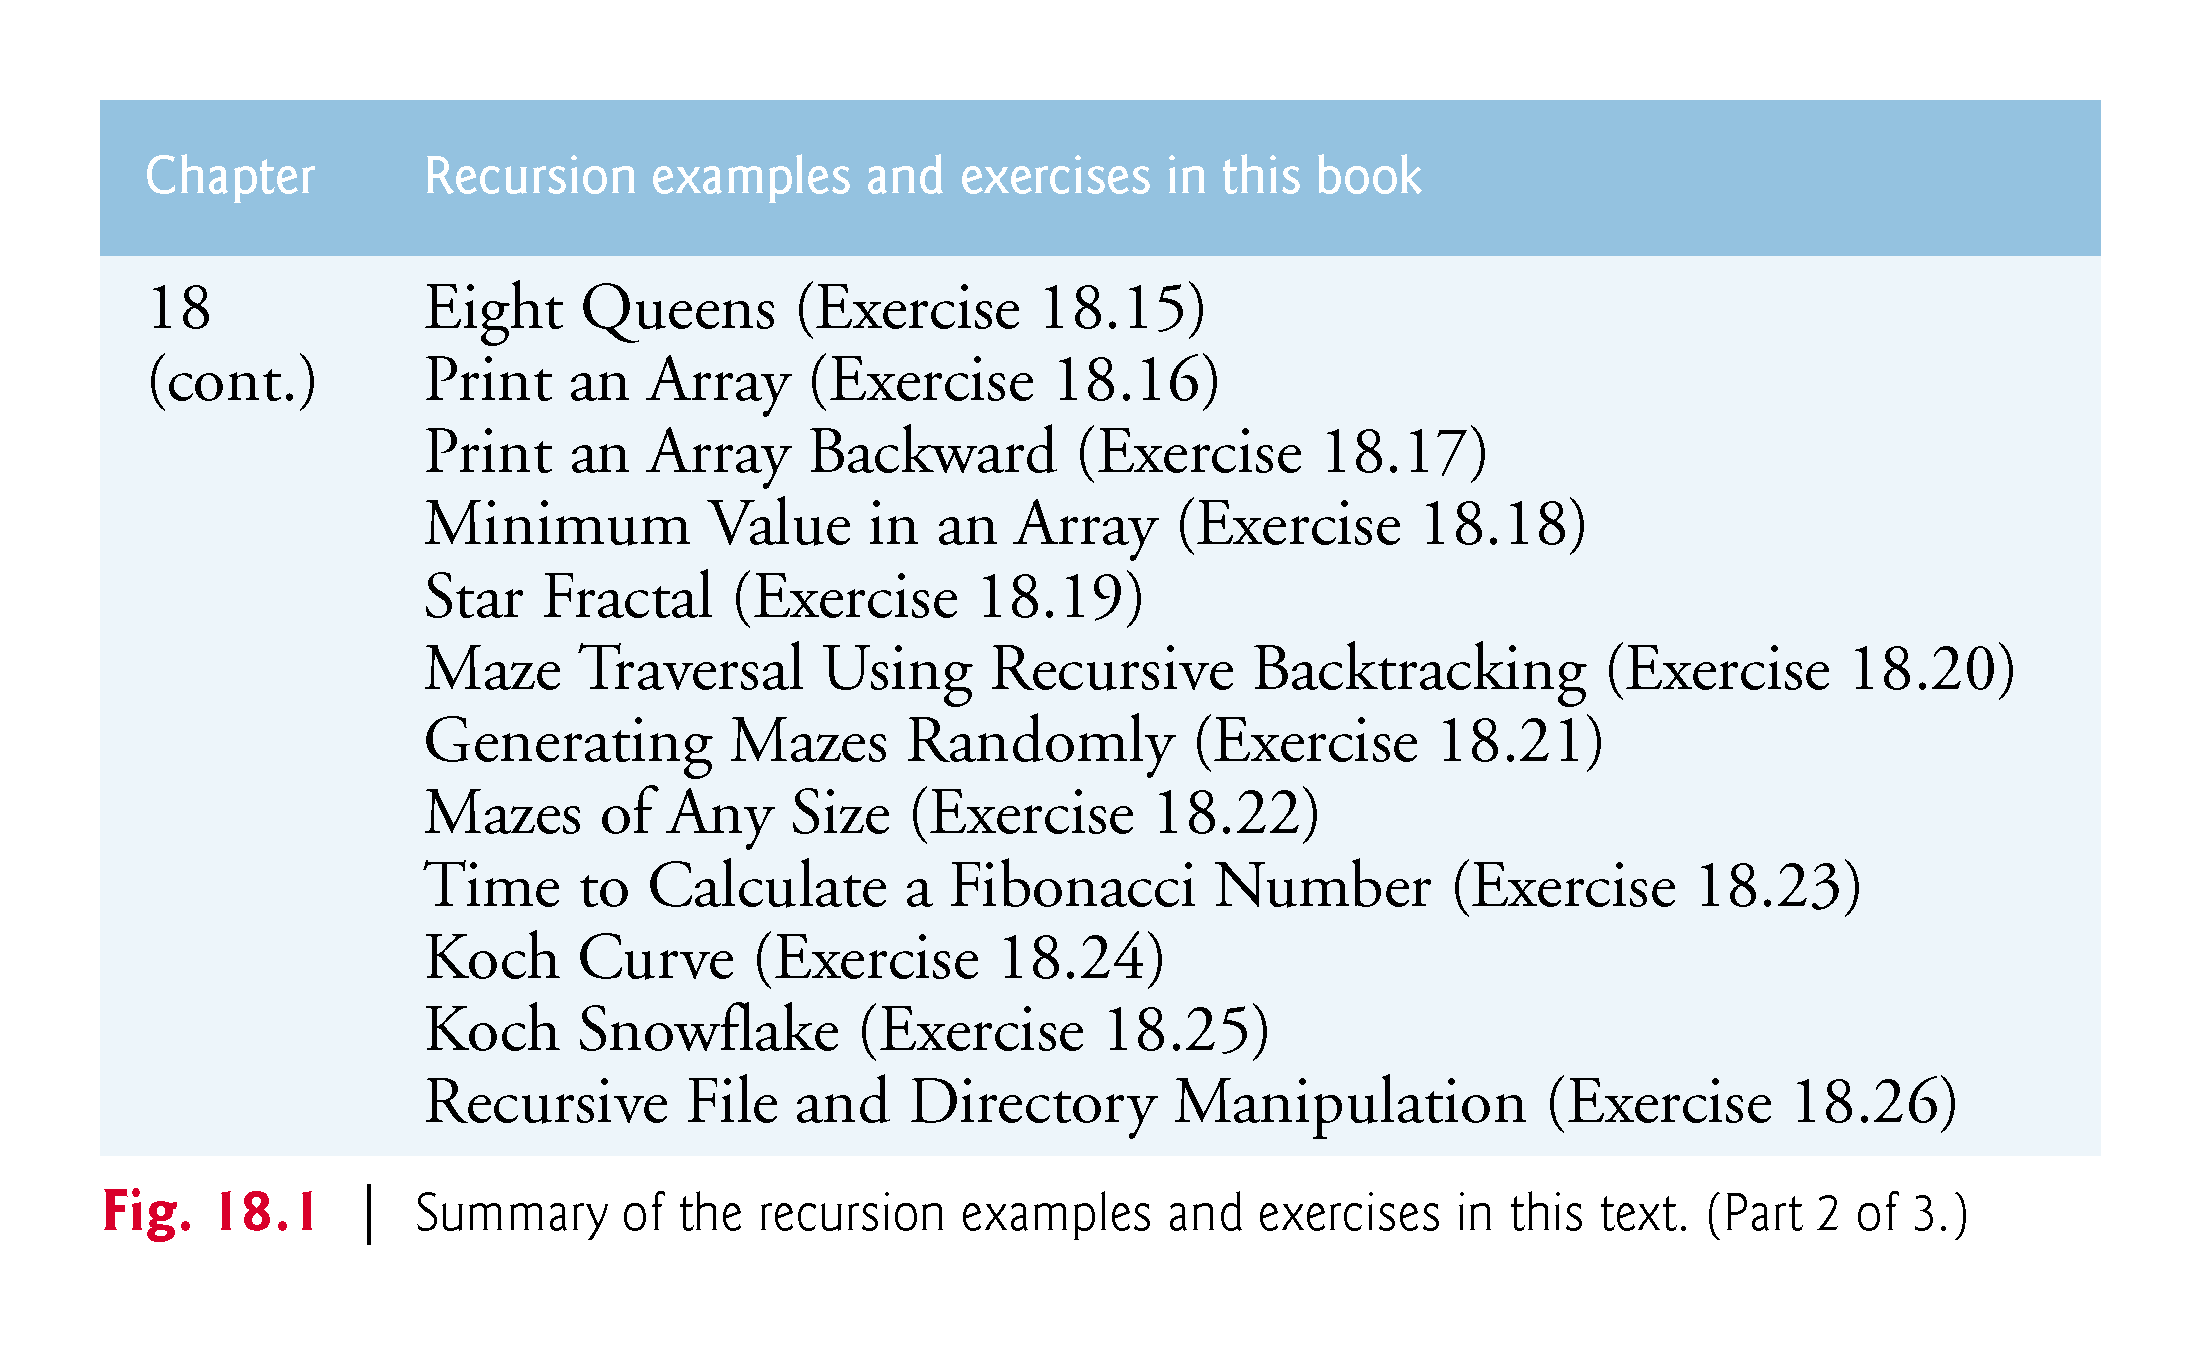 Chapter Recursion examples and exercises in this book
18 Eight Queens (Exercise 18.15)
(cont.) Print an Array (Exercise 18.16)
Print an Array Backward (Exercise 18.17)
Minimum Value in an Array (Exercise 18.18)
Star Fractal (Exercise 18.19)
Maze Traversal Using Recursive Backtracking (Exercise 18.20)
Generating Mazes Randomly (Exercise 18.21)
Mazes of Any Size (Exercise 18.22)
Time to Calculate a Fibonacci Number (Exercise 18.23)
Koch Curve (Exercise 18.24)
Koch Snowflake (Exercise 18.25)
Recursive File and Directory Manipulation (Exercise 18.26)
Fig. 18.1 | Summary of the recursion examples and exercises in this text. (Part 2 of 3.)